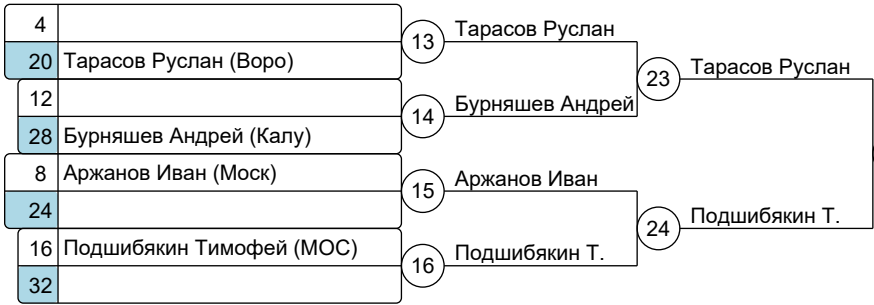 4
13
Тарасов Руслан
20 Тарасов Руслан (Воро)
23
Тарасов Руслан
12
14
Бурняшев Андрей
28 Бурняшев Андрей (Калу)
8 Аржанов Иван (Моск)
15
Аржанов Иван
24
24
Подшибякин Т.
16 Подшибякин Тимофей (МОС)
16
Подшибякин Т.
32